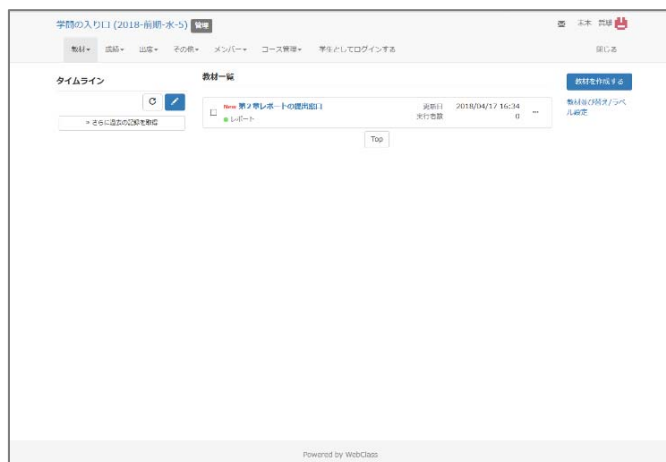 学問の入り口 (2018-前期-水-5) 管理
教材▾ 成績▾ 出席▾ その他▾ メンバー▾ コース管理▾ 学生としてログインする 閉じる
タイムライン
» さらに過去の記録を取得
教材一覧
New 第２章レポートの提出窓口
レポート
更新日 2018/04/17 16:34
実行者数 0
Top
教材を作成する
教材並び替え/ラベル設定
Powered by WebClass